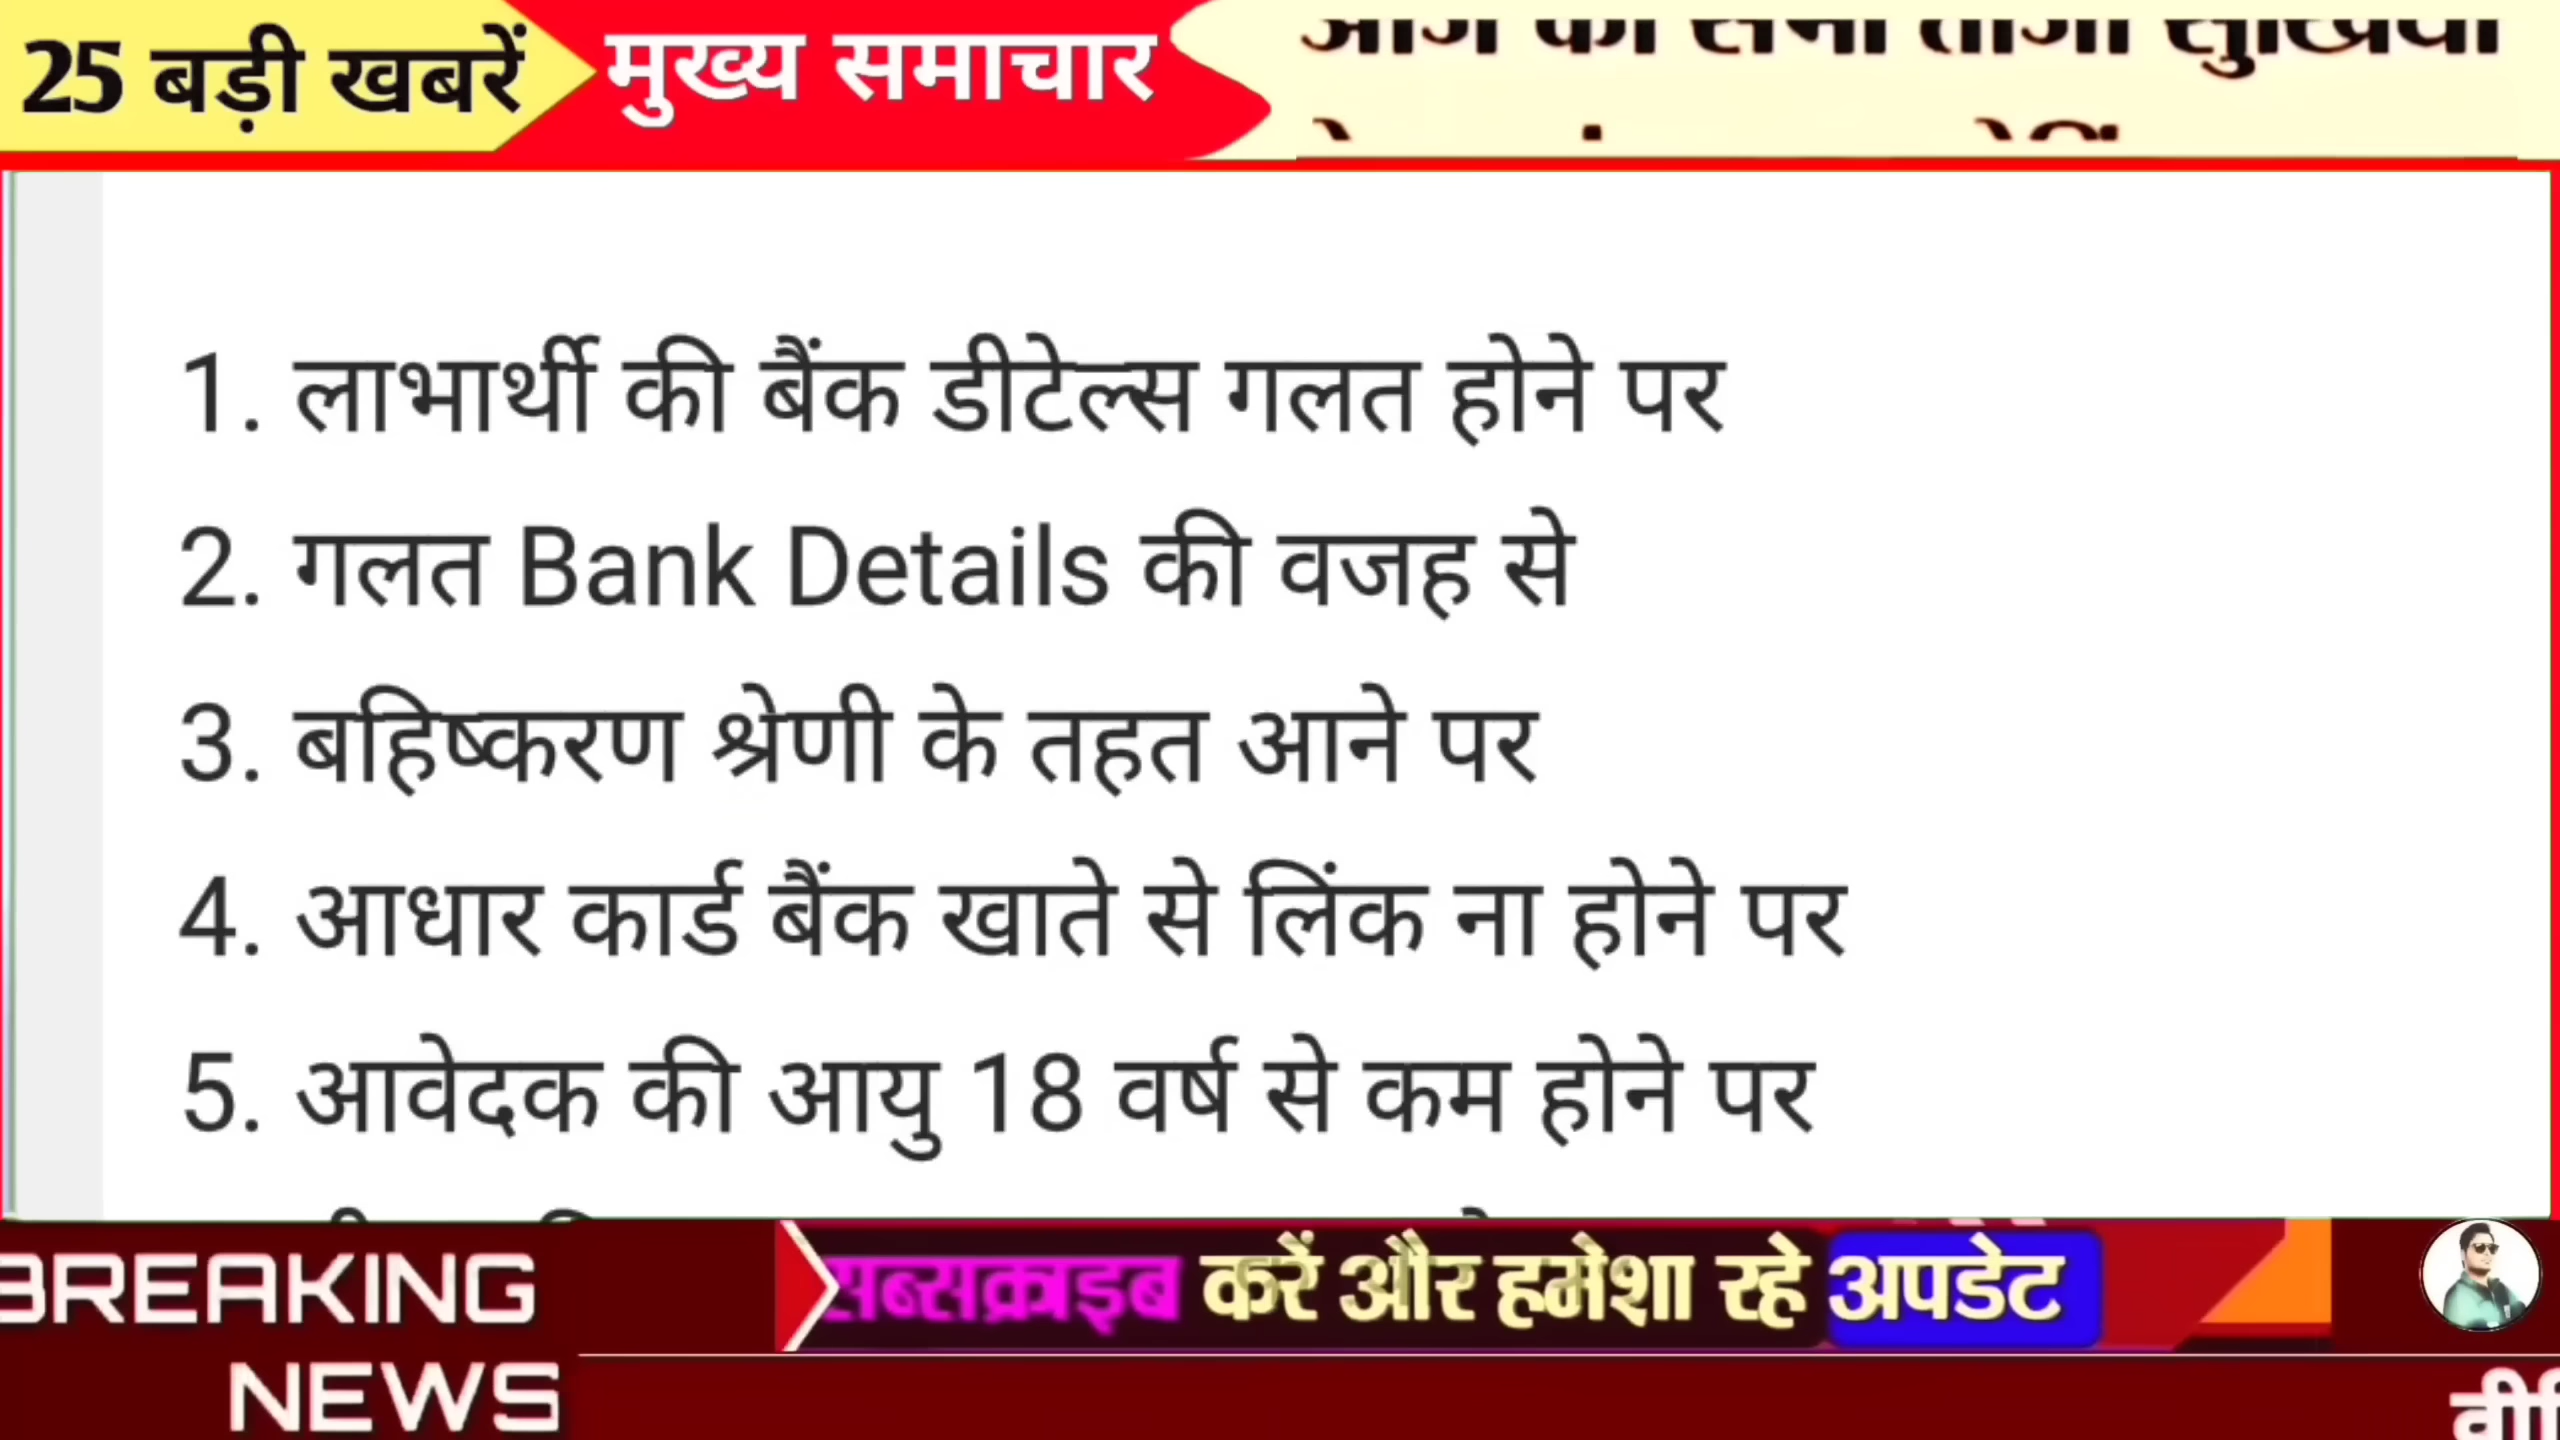 25 बड़ी खबरें
मुख्य समाचार
1. लाभार्थी की बैंक डीटेल्स गलत होने पर
2. गलत Bank Details की वजह से
3. बहिष्करण श्रेणी के तहत आने पर
4. आधार कार्ड बैंक खाते से लिंक ना होने पर
5. आवेदक की आयु 18 वर्ष से कम होने पर
BREAKING
NEWS
सब्सक्राइब करें और हमेशा रहे अपडेट